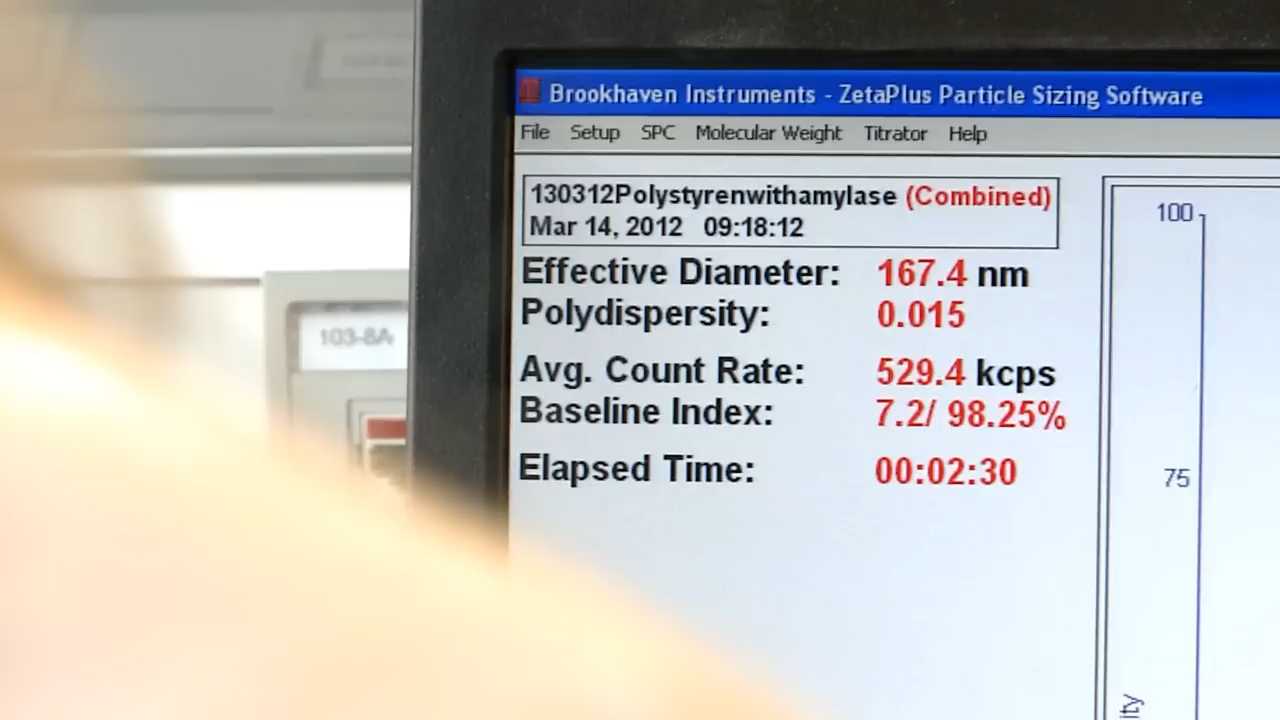 Brookhaven Instruments - ZetaPlus Particle Sizing Software
File Setup SPC Molecular Weight Titrator Help
130312Polystyrenwithamylase (Combined)
Mar 14, 2012 09:18:12
Effective Diameter: 167.4 nm
Polydispersity: 0.015
Avg. Count Rate: 529.4 kcps
Baseline Index: 7.2/ 98.25%
Elapsed Time: 00:02:30
100
75
103-8A